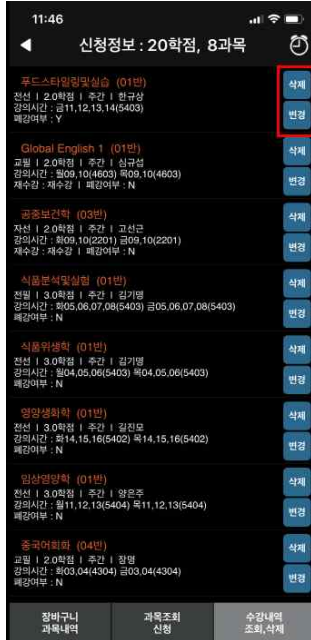 11:46
신청정보 : 20학점, 8과목
푸드스타일링및실습 (01반)
전선 | 2.0학점 | 주간 | 한규상
강의시간 : 금11,12,13,14(5403)
폐강여부 : Y
삭제
변경
Global English 1 (01반)
교필 | 2.0학점 | 주간 | 심규섭
강의시간 : 월09,10(4603) 목09,10(4603)
재수강 : 재수강 | 폐강여부 : N
삭제
변경
공중보건학 (03반)
자선 | 2.0학점 | 주간 | 고선근
강의시간 : 화09,10(2201) 금09,10(2201)
재수강 : 재수강 | 폐강여부 : N
삭제
변경
식품분석및실험 (01반)
전필 | 3.0학점 | 주간 | 김기명
강의시간 : 화05,06,07,08(5403) 금05,06,07,08(5403)
폐강여부 : N
삭제
변경
식품위생학 (01반)
전필 | 3.0학점 | 주간 | 김기명
강의시간 : 월04,05,06(5403) 목04,05,06(5403)
폐강여부 : N
삭제
변경
영양생화학 (01반)
전선 | 3.0학점 | 주간 | 길진모
강의시간 : 화14,15,16(5402) 목14,15,16(5402)
폐강여부 : N
삭제
변경
임상영양학 (01반)
전선 | 3.0학점 | 주간 | 양은주
강의시간 : 월11,12,13(5404) 목11,12,13(5404)
폐강여부 : N
삭제
변경
중국어회화 (04반)
교필 | 2.0학점 | 주간 | 장영
강의시간 : 화03,04(4304) 금03,04(4304)
폐강여부 : N
삭제
변경
장바구니
과목내역
과목조회
신청
수강내역
조회,삭제